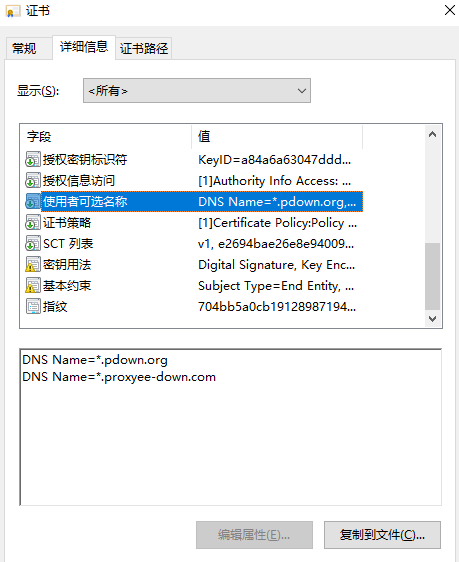 证书
常规 详细信息 证书路径
显示(S): <所有>
字段 值
授权密钥标识符 KeyID=a84a6a63047ddd...
授权信息访问 [1]Authority Info Access: ...
使用者可选名称 DNS Name=*.pdown.org,...
证书策略 [1]Certificate Policy:Policy ...
SCT 列表 v1, e2694bae26e8e94009...
密钥用法 Digital Signature, Key Enc...
基本约束 Subject Type=End Entity, ...
指纹 704bb5a0cb19128987194...
DNS Name=*.pdown.org
DNS Name=*.proxyee-down.com
编辑属性(E)... 复制到文件(C)...